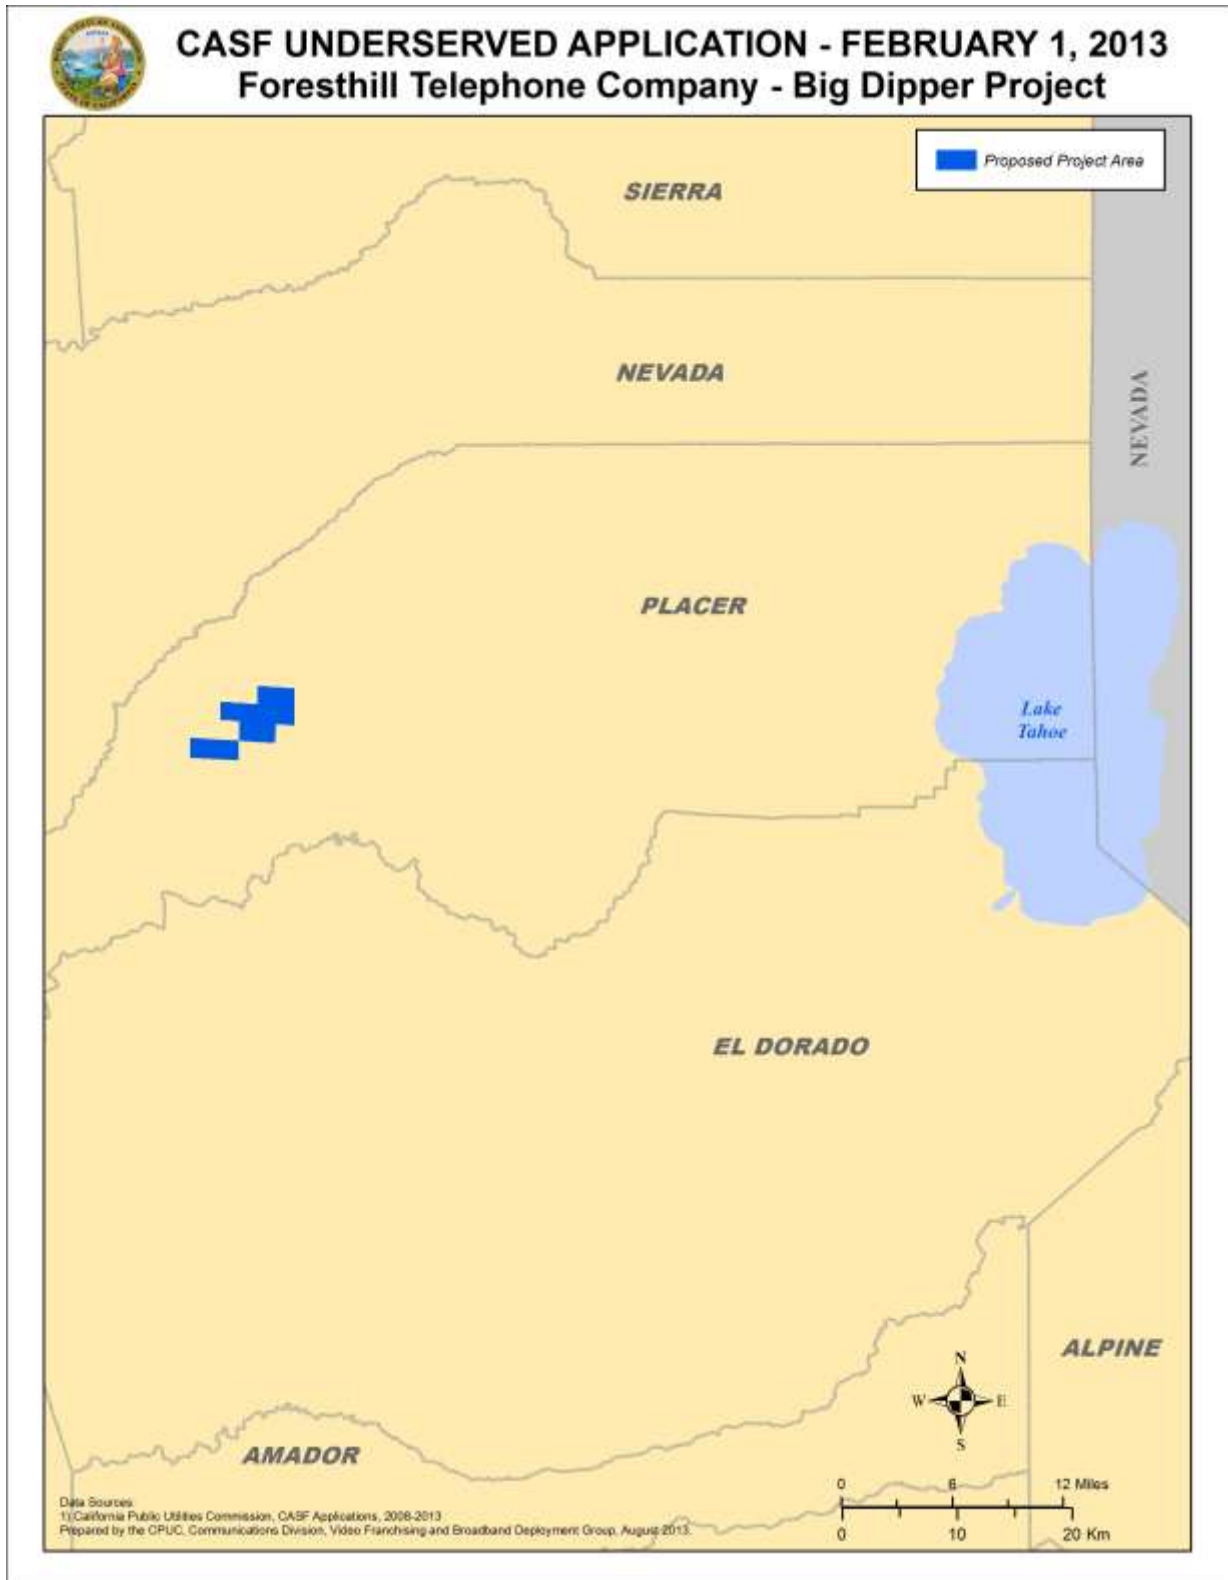 CASF UNDERSERVED APPLICATION - FEBRUARY 1, 2013
Foresthill Telephone Company - Big Dipper Project
Proposed Project Area
SIERRA
NEVADA
NEVADA
PLACER
Lake
Tahoe
EL DORADO
ALPINE
N
W E
S
AMADOR
0 6 12 Miles
0 10 20 Km
Data Sources:
1) California Public Utilities Commission, CASF Applications, 2008-2013
Prepared by the CPUC, Communications Division, Video Franchising and Broadband Deployment Group, August 2013.